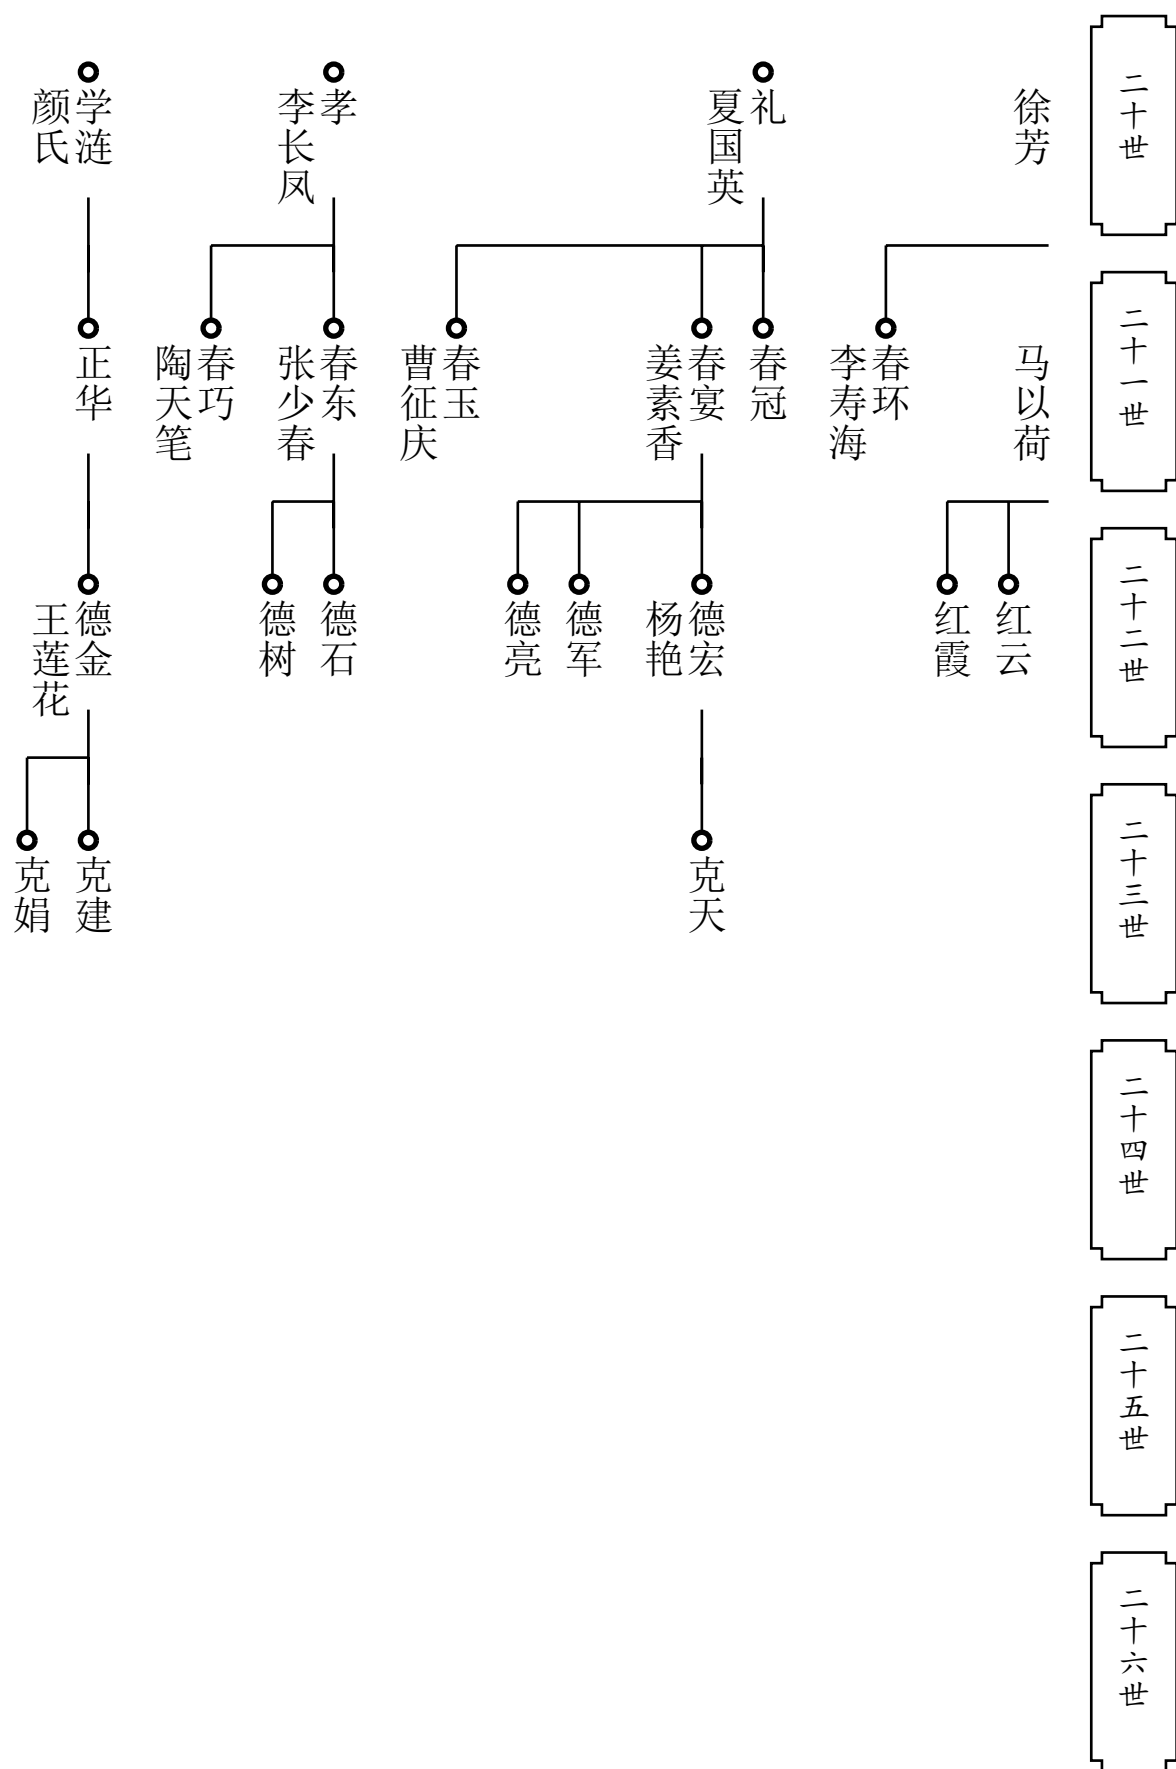 二十世
徐芳
礼
夏国英
孝
李长凤
学涟
颜氏
二十一世
马以荷
春环
李寿海
春冠
春宴
姜素香
春玉
曹征庆
春东
张少春
春巧
陶天笔
正华
二十二世
红云
红霞
德宏
杨艳
德军
德亮
德石
德树
德金
王莲花
二十三世
克天
克建
克娟
二十四世
二十五世
二十六世